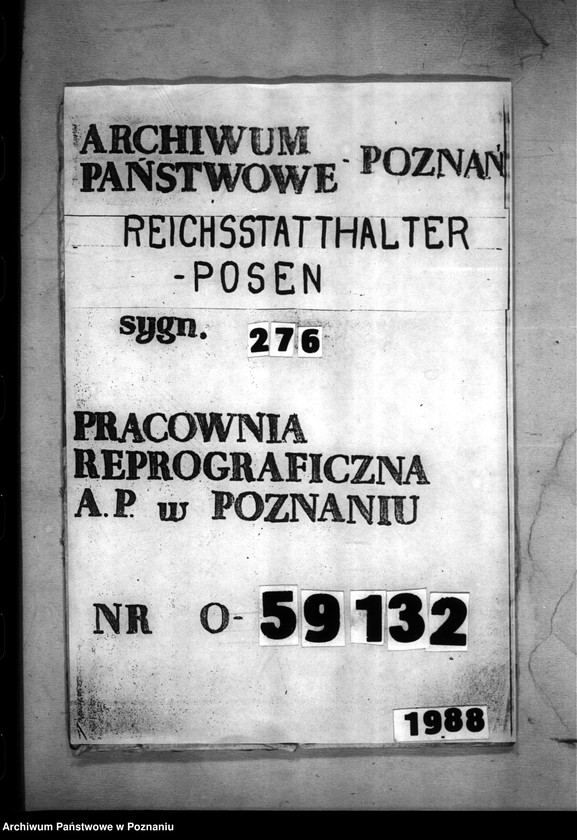 ARCHIWUM
PAŃSTWOWE - POZNAŃ
REICHSSTATTHALTER
-POSEN
sygn. 276
PRACOWNIA
REPROGRAFICZNA
A.P. w POZNANIU
NR O-59132
1988
Archiwum Państwowe w Poznaniu